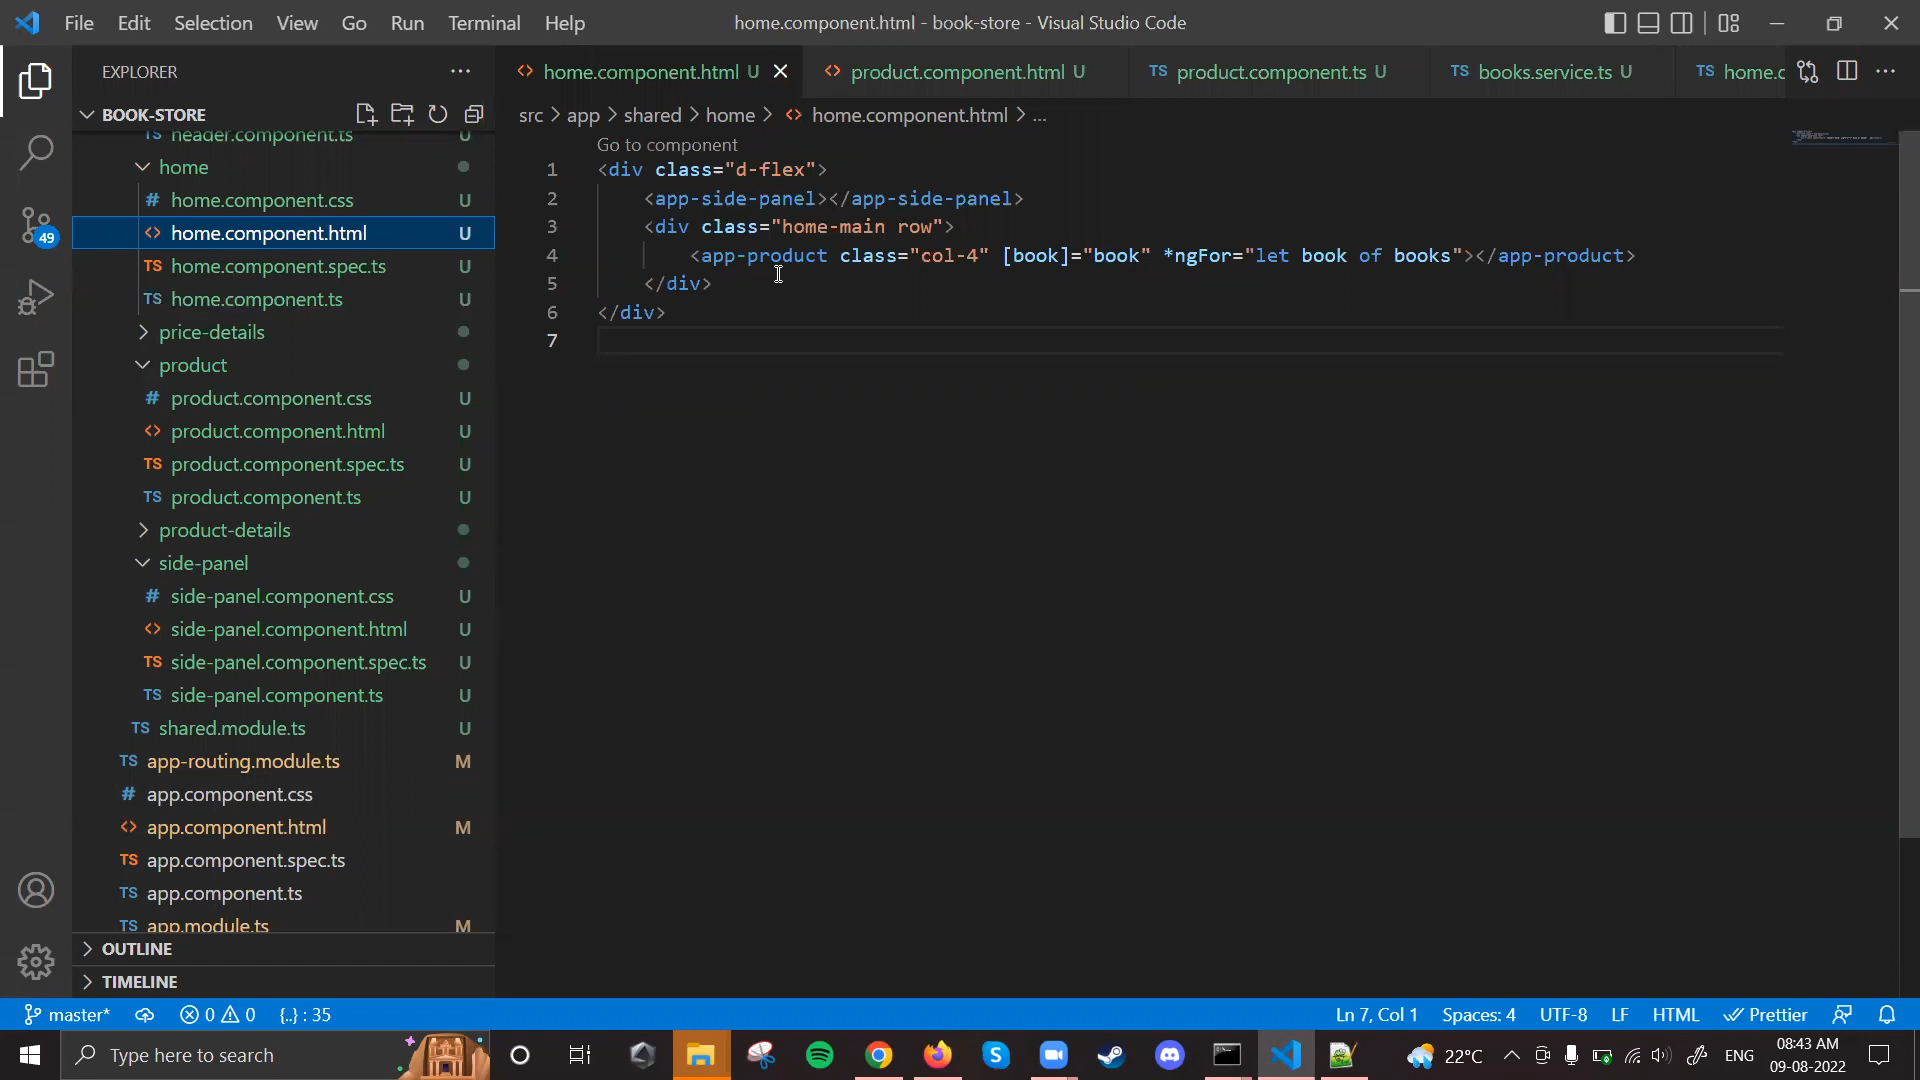 File Edit Selection View Go Run Terminal Help
home.component.html - book-store - Visual Studio Code
EXPLORER
BOOK-STORE
header.component.ts U
home
home.component.css U
home.component.html U
home.component.spec.ts U
home.component.ts U
price-details
product
product.component.css U
product.component.html U
product.component.spec.ts U
product.component.ts U
product-details
side-panel
side-panel.component.css U
side-panel.component.html U
side-panel.component.spec.ts U
side-panel.component.ts U
shared.module.ts U
app-routing.module.ts M
app.component.css
app.component.html M
app.component.spec.ts
app.component.ts
app.module.ts M
OUTLINE
TIMELINE
49
home.component.html U
product.component.html U
TS product.component.ts U
TS books.service.ts U
TS home.c
src > app > shared > home > home.component.html > ...
Go to component
1 <div class="d-flex">
2 <app-side-panel></app-side-panel>
3 <div class="home-main row">
4 <app-product class="col-4" [book]="book" *ngFor="let book of books"></app-product>
5 </div>
6 </div>
7
master* 0 0 {..} : 35
Ln 7, Col 1 Spaces: 4 UTF-8 LF HTML Prettier
Type here to search
22°C ENG
08:43 AM
09-08-2022